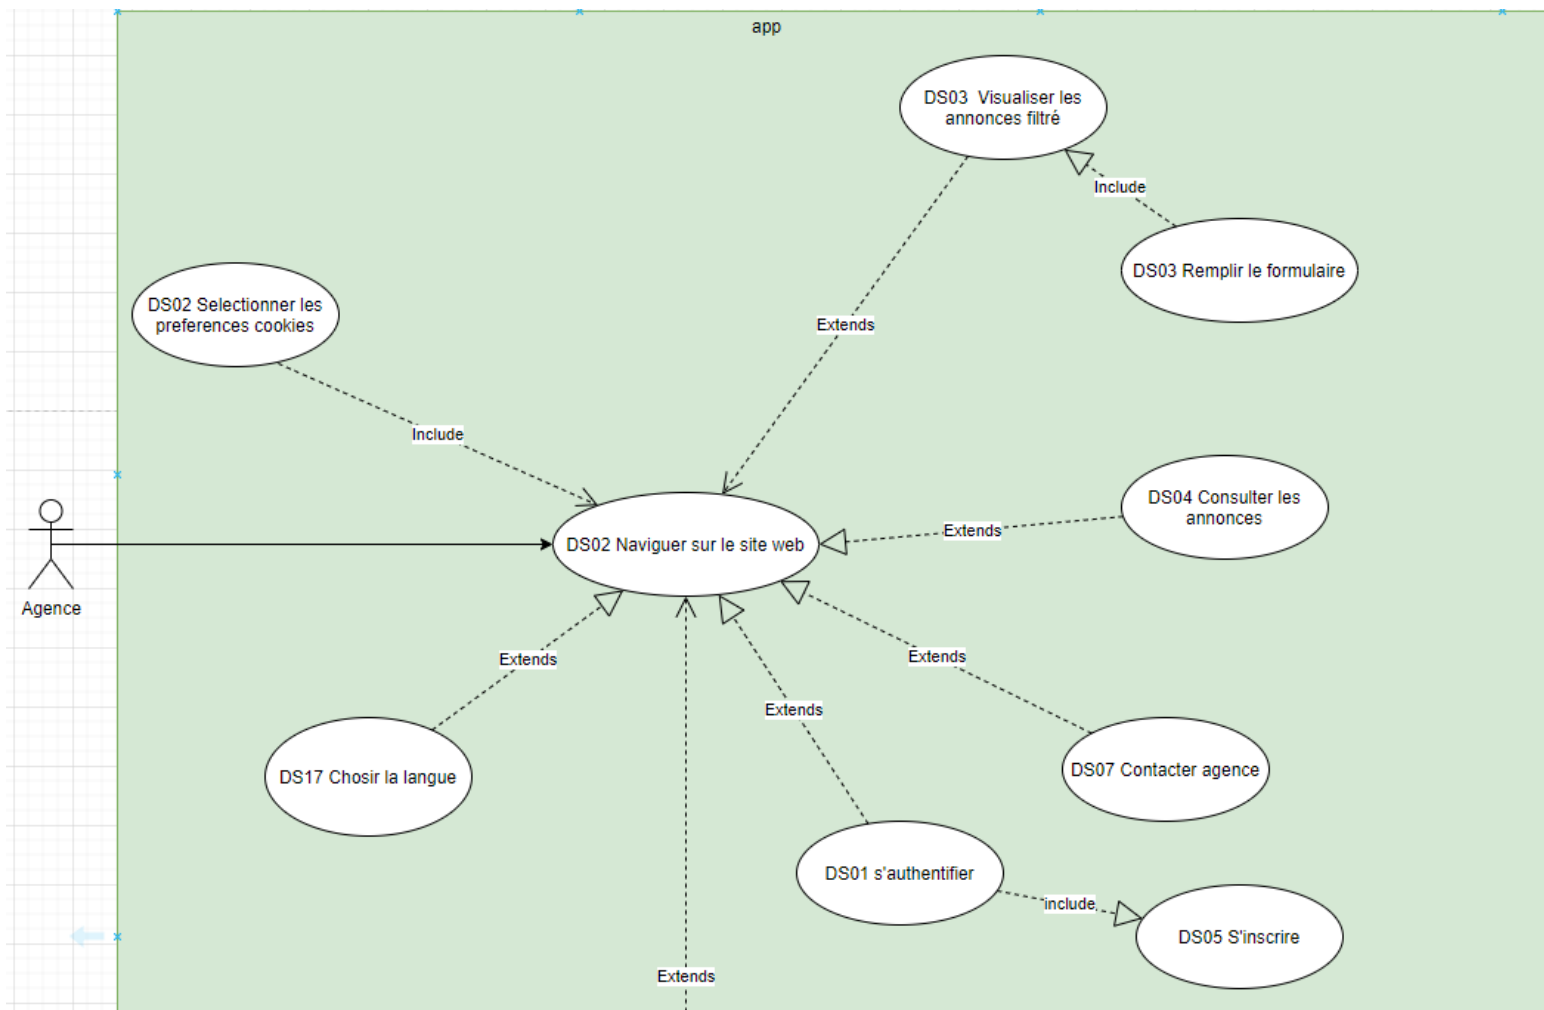 app
DS03 Visualiser les
annonces filtré
Include
DS03 Remplir le formulaire
DS02 Selectionner les
preferences cookies
Extends
Include
DS04 Consulter les
annonces
Extends
DS02 Naviguer sur le site web
Agence
Extends
Extends
Extends
DS17 Chosir la langue
DS07 Contacter agence
DS01 s'authentifier
include
DS05 S'inscrire
Extends